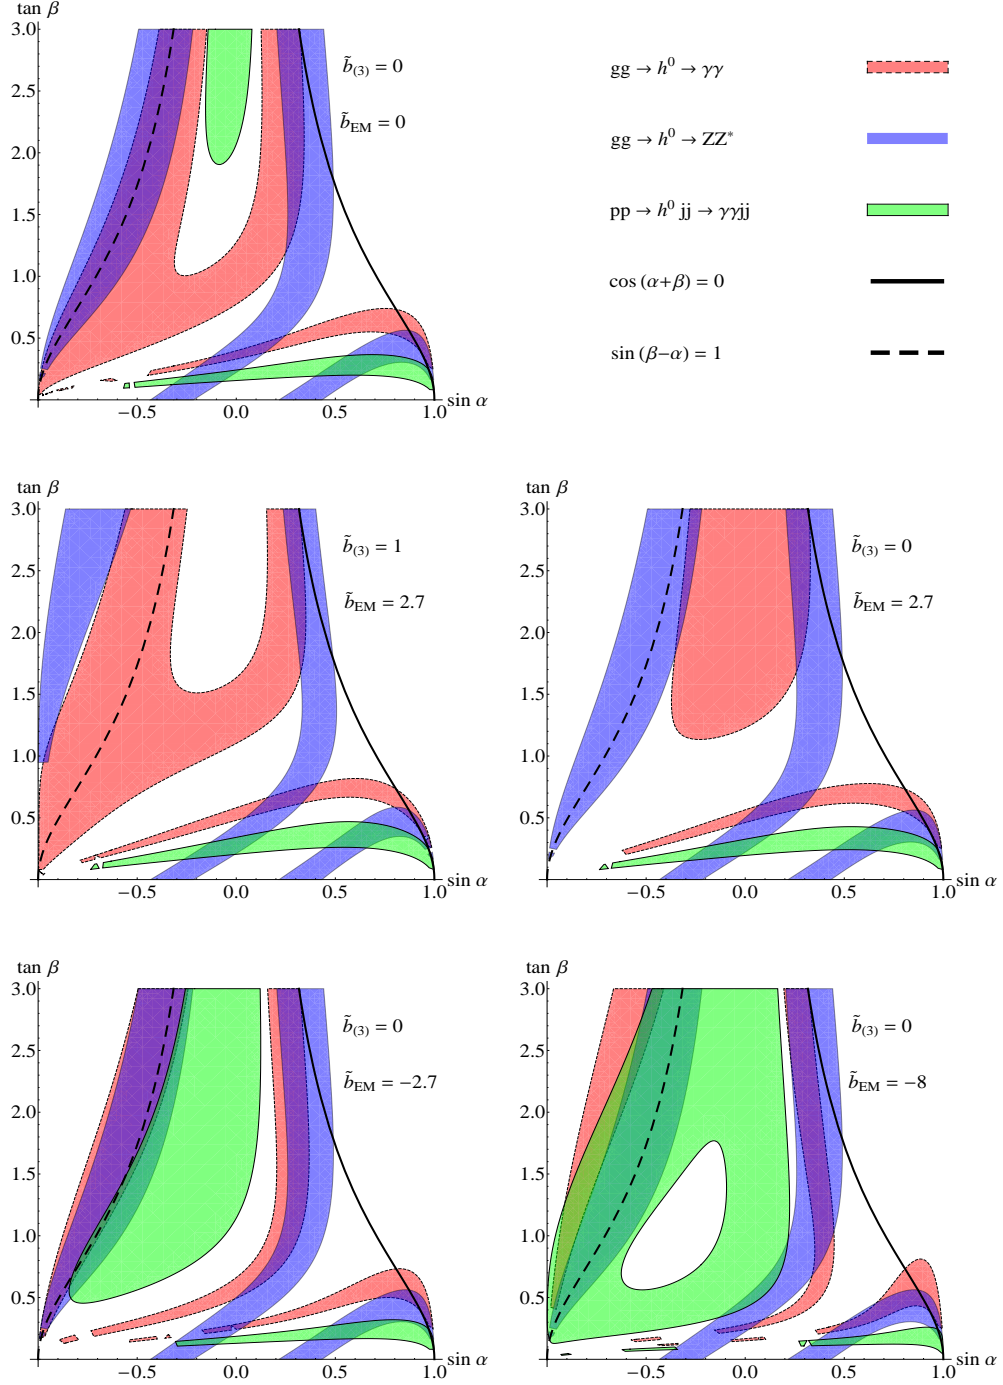 tan β
3.0
2.5
2.0
1.5
1.0
0.5
−0.5 0.0 0.5 1.0 sin α
b̃(3) = 0
b̃EM = 0
gg → h⁰ → γγ
gg → h⁰ → ZZ*
pp → h⁰ jj → γγjj
cos (α+β) = 0
sin (β−α) = 1
tan β
3.0
2.5
2.0
1.5
1.0
0.5
−0.5 0.0 0.5 1.0 sin α
b̃(3) = 1
b̃EM = 2.7
tan β
3.0
2.5
2.0
1.5
1.0
0.5
−0.5 0.0 0.5 1.0 sin α
b̃(3) = 0
b̃EM = 2.7
tan β
3.0
2.5
2.0
1.5
1.0
0.5
−0.5 0.0 0.5 1.0 sin α
b̃(3) = 0
b̃EM = −2.7
tan β
3.0
2.5
2.0
1.5
1.0
0.5
−0.5 0.0 0.5 1.0 sin α
b̃(3) = 0
b̃EM = −8